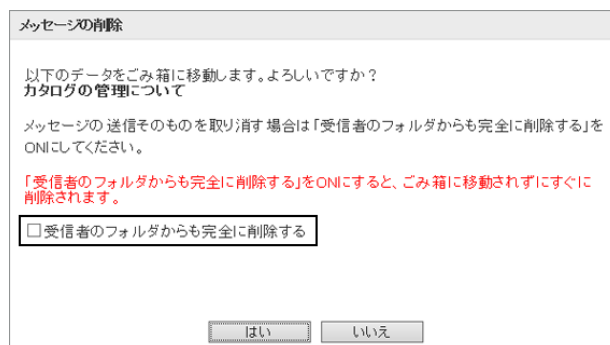 メッセージの削除
以下のデータをごみ箱に移動します。よろしいですか？
カタログの管理について
メッセージの送信そのものを取り消す場合は「受信者のフォルダからも完全に削除する」を
ONにしてください。
「受信者のフォルダからも完全に削除する」をONにすると、ごみ箱に移動されずにすぐに
削除されます。
受信者のフォルダからも完全に削除する
はい
いいえ